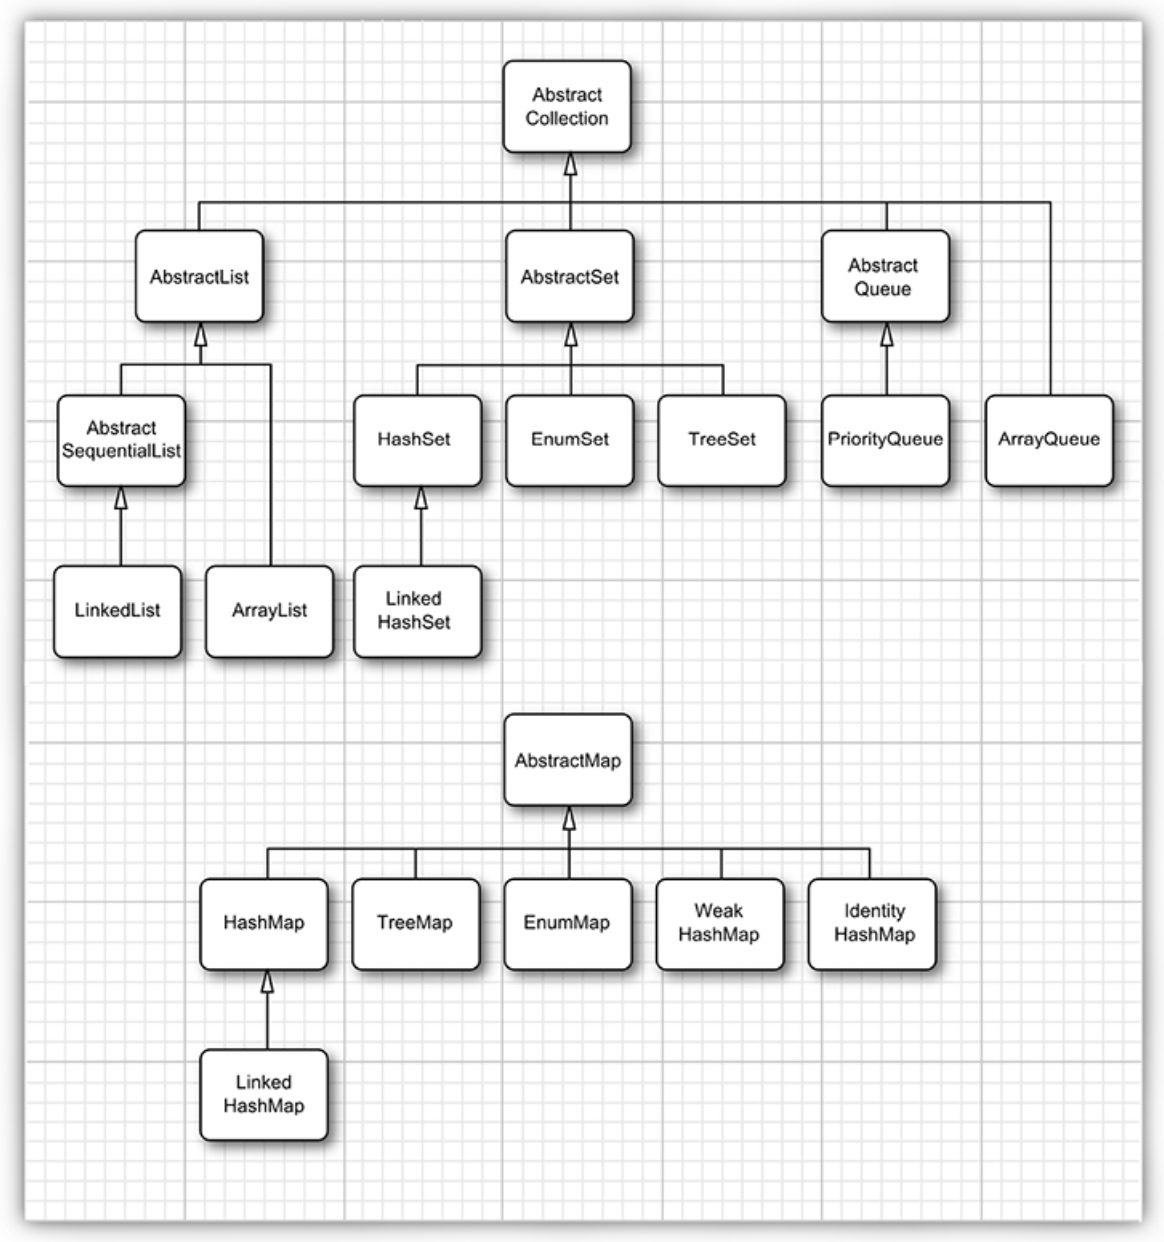 Abstract
Collection
AbstractList
AbstractSet
Abstract
Queue
Abstract
SequentialList
HashSet
EnumSet
TreeSet
PriorityQueue
ArrayQueue
LinkedList
ArrayList
Linked
HashSet
AbstractMap
HashMap
TreeMap
EnumMap
Weak
HashMap
Identity
HashMap
Linked
HashMap